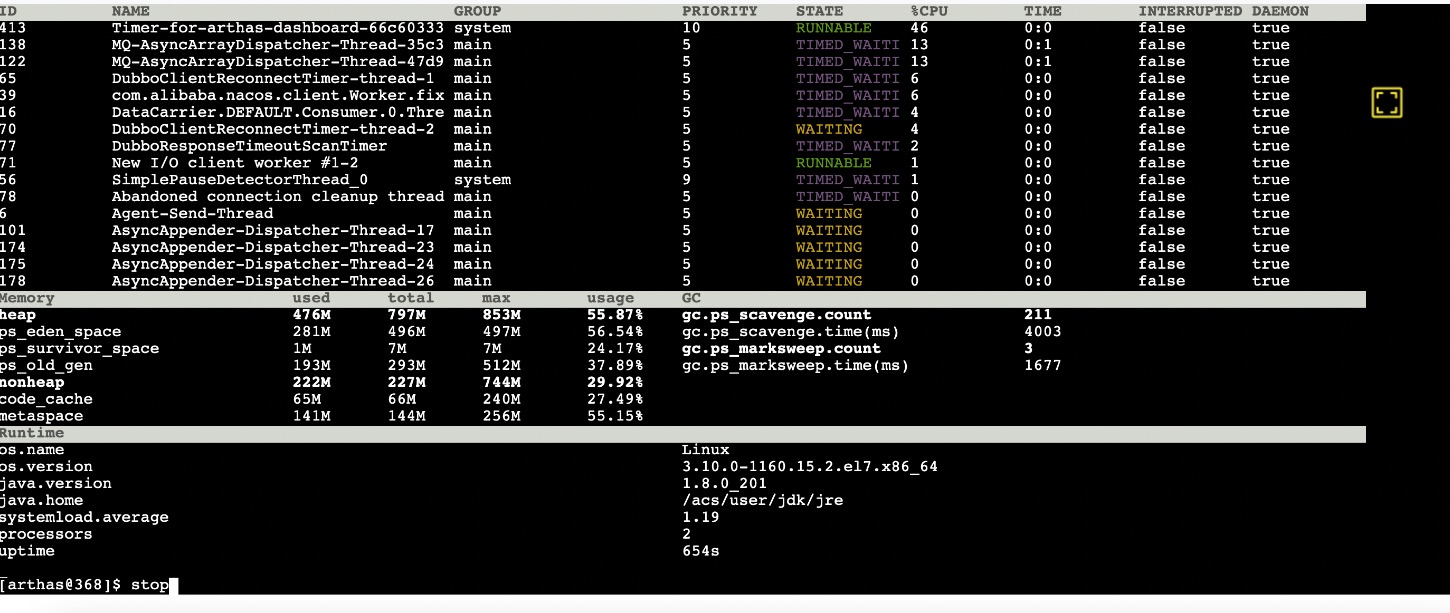 ID NAME GROUP PRIORITY STATE %CPU TIME INTERRUPTED DAEMON
413 Timer-for-arthas-dashboard-66c60333 system 10 RUNNABLE 46 0:0 false true
138 MQ-AsyncArrayDispatcher-Thread-35c3 main 5 TIMED_WAITI 13 0:1 false true
122 MQ-AsyncArrayDispatcher-Thread-47d9 main 5 TIMED_WAITI 13 0:1 false true
65 DubboClientReconnectTimer-thread-1 main 5 TIMED_WAITI 6 0:0 false true
39 com.alibaba.nacos.client.Worker.fix main 5 TIMED_WAITI 6 0:0 false true
16 DataCarrier.DEFAULT.Consumer.0.Thre main 5 TIMED_WAITI 4 0:0 false true
70 DubboClientReconnectTimer-thread-2 main 5 WAITING 4 0:0 false true
77 DubboResponseTimeoutScanTimer main 5 TIMED_WAITI 2 0:0 false true
71 New I/O client worker #1-2 main 5 RUNNABLE 1 0:0 false true
56 SimplePauseDetectorThread_0 system 9 TIMED_WAITI 1 0:0 false true
78 Abandoned connection cleanup thread main 5 TIMED_WAITI 0 0:0 false true
6 Agent-Send-Thread main 5 WAITING 0 0:0 false true
101 AsyncAppender-Dispatcher-Thread-17 main 5 WAITING 0 0:0 false true
174 AsyncAppender-Dispatcher-Thread-23 main 5 WAITING 0 0:0 false true
175 AsyncAppender-Dispatcher-Thread-24 main 5 WAITING 0 0:0 false true
178 AsyncAppender-Dispatcher-Thread-26 main 5 WAITING 0 0:0 false true
Memory used total max usage GC
heap 476M 797M 853M 55.87% gc.ps_scavenge.count 211
ps_eden_space 281M 496M 497M 56.54% gc.ps_scavenge.time(ms) 4003
ps_survivor_space 1M 7M 7M 24.17% gc.ps_marksweep.count 3
ps_old_gen 193M 293M 512M 37.89% gc.ps_marksweep.time(ms) 1677
nonheap 222M 227M 744M 29.92%
code_cache 65M 66M 240M 27.49%
metaspace 141M 144M 256M 55.15%
Runtime
os.name Linux
os.version 3.10.0-1160.15.2.el7.x86_64
java.version 1.8.0_201
java.home /acs/user/jdk/jre
systemload.average 1.19
processors 2
uptime 654s
[arthas@368]$ stop